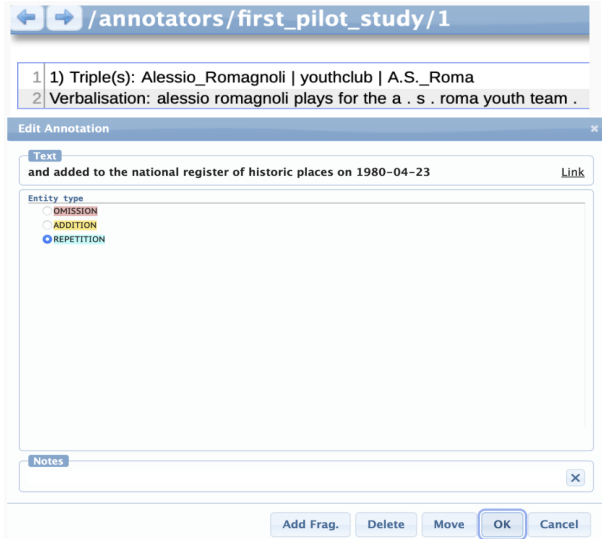 /annotators/first_pilot_study/1
1 1) Triple(s): Alessio_Romagnoli | youthclub | A.S._Roma
2 Verbalisation: alessio romagnoli plays for the a . s . roma youth team .
Edit Annotation ×
Text
and added to the national register of historic places on 1980-04-23 Link
Entity type
OMISSION
ADDITION
REPETITION
Notes
Add Frag. Delete Move OK Cancel